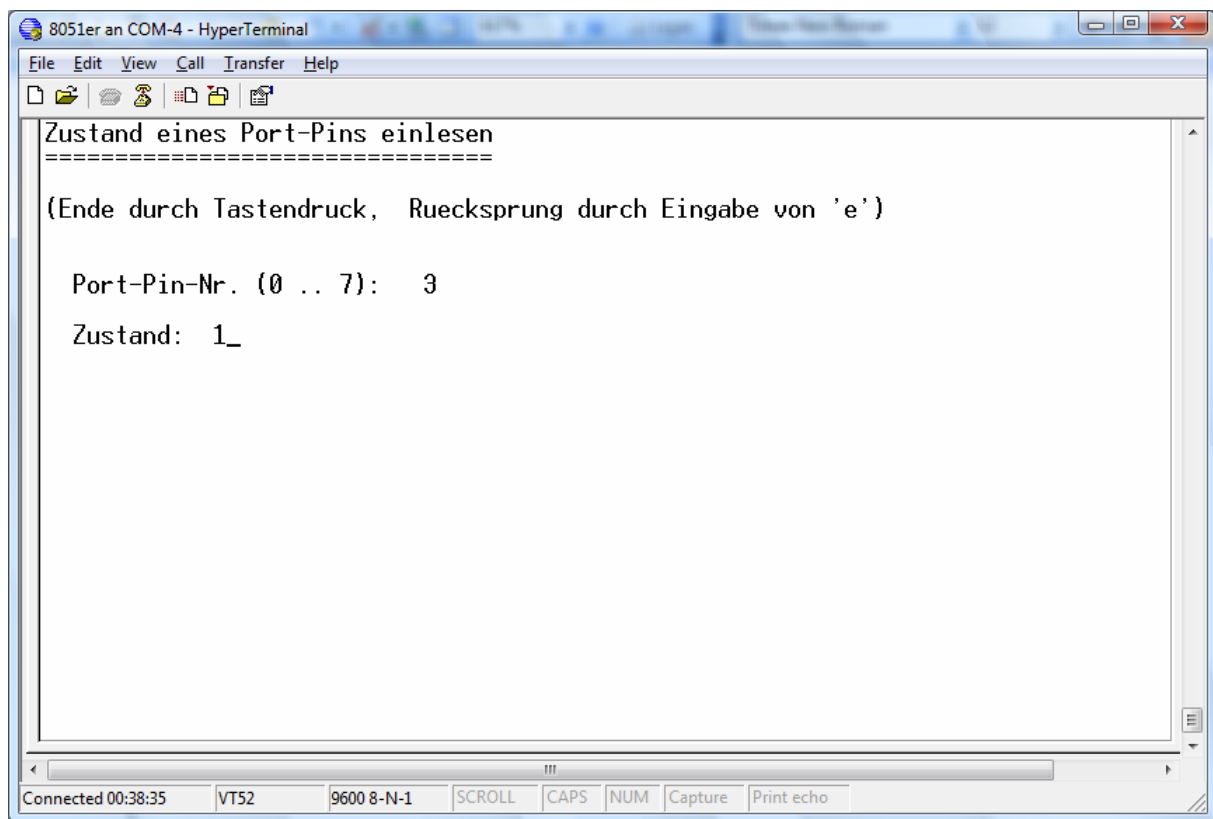 8051er an COM-4 - HyperTerminal
File Edit View Call Transfer Help
Zustand eines Port-Pins einlesen
================================
(Ende durch Tastendruck, Ruecksprung durch Eingabe von 'e')
Port-Pin-Nr. (0 .. 7): 3
Zustand: 1_
Connected 00:38:35 VT52 9600 8-N-1 SCROLL CAPS NUM Capture Print echo